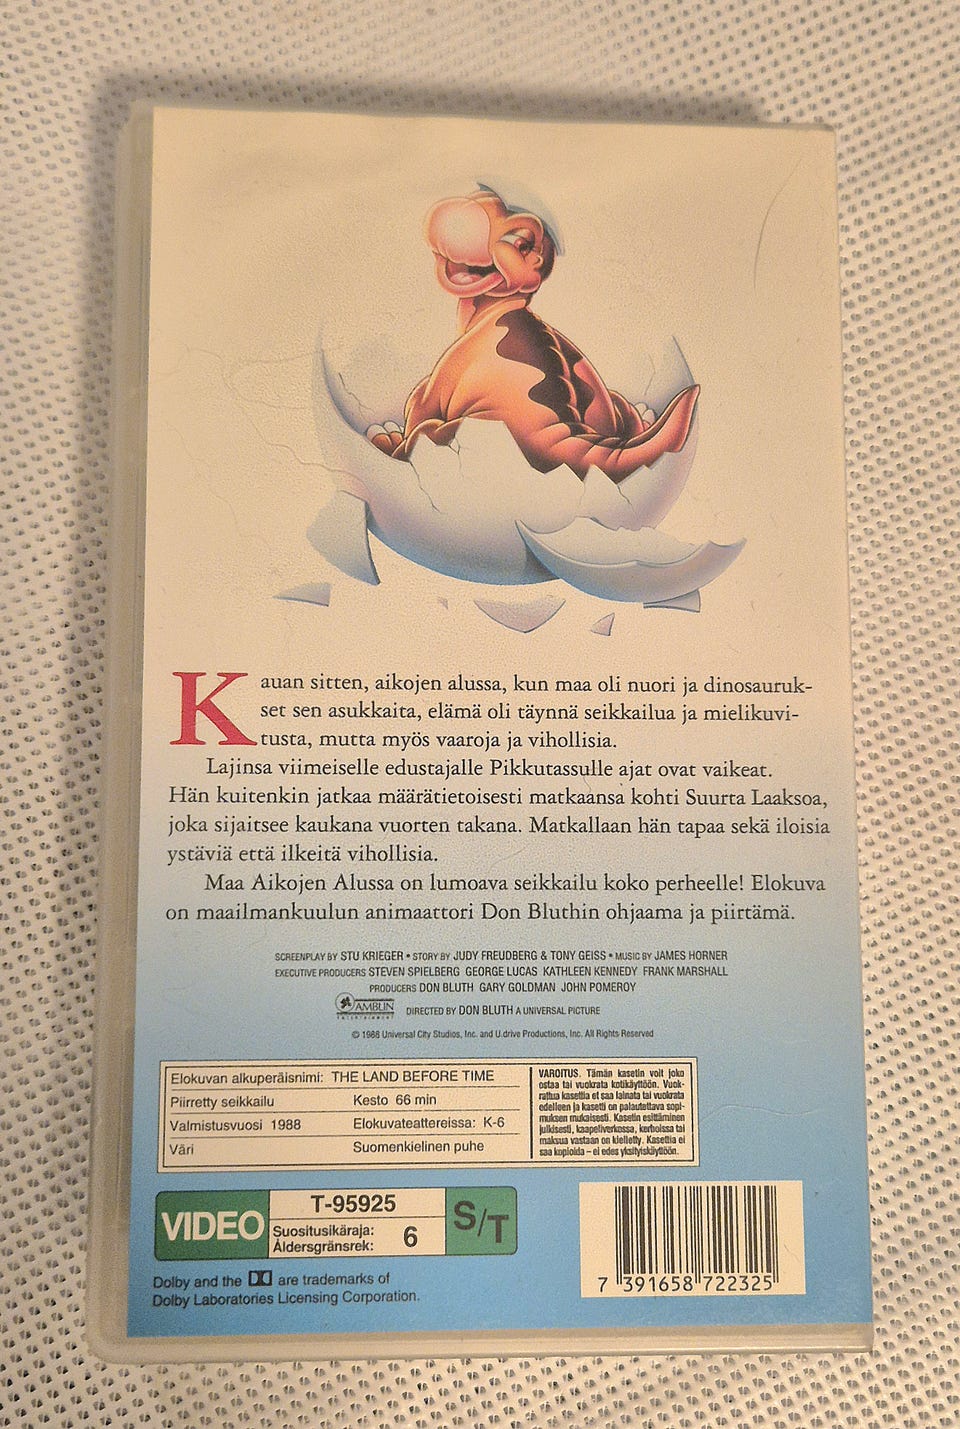 Kauan sitten, aikojen alussa, kun maa oli nuori ja dinosauruk-
set sen asukkaita, elämä oli täynnä seikkailua ja mielikuvi-
tusta, mutta myös vaaroja ja vihollisia.
Lajinsa viimeiselle edustajalle Pikkutassulle ajat ovat vaikeat.
Hän kuitenkin jatkaa määrätietoisesti matkaansa kohti Suurta Laaksoa,
joka sijaitsee kaukana vuorten takana. Matkallaan hän tapaa sekä iloisia
ystäviä että ilkeitä vihollisia.
Maa Aikojen Alussa on lumoava seikkailu koko perheelle! Elokuva
on maailmankuulun animaattori Don Bluthin ohjaama ja piirtämä.
SCREENPLAY BY STU KRIEGER • STORY BY JUDY FREUDBERG & TONY GEISS • MUSIC BY JAMES HORNER
EXECUTIVE PRODUCERS STEVEN SPIELBERG GEORGE LUCAS KATHLEEN KENNEDY FRANK MARSHALL
PRODUCERS DON BLUTH GARY GOLDMAN JOHN POMEROY
AMBLIN
ENTERTAINMENT
DIRECTED BY DON BLUTH A UNIVERSAL PICTURE
© 1988 Universal City Studios, Inc. and U.drive Productions, Inc. All Rights Reserved
Elokuvan alkuperäisnimi: THE LAND BEFORE TIME
Piirretty seikkailu Kesto 66 min
Valmistusvuosi 1988 Elokuvateattereissa: K-6
Väri Suomenkielinen puhe
VAROITUS. Tämän kasetin voit joko
ostaa tai vuokrata kotikäyttöön. Vuok-
rattua kasettia et saa lainata tai vuokrata
edelleen ja kasetti on palautettava sopi-
muksen mukaisesti. Kasetin esittäminen
julkisesti, kaapeliverkossa, kerhoissa tai
maksua vastaan on kielletty. Kasettia ei
saa kopioida – ei edes yksityiskäyttöön.
VIDEO
T-95925
Suositusikäraja:
Åldersgränsrek: 6
S/T
Dolby and the DD are trademarks of
Dolby Laboratories Licensing Corporation.
7 391658 722325